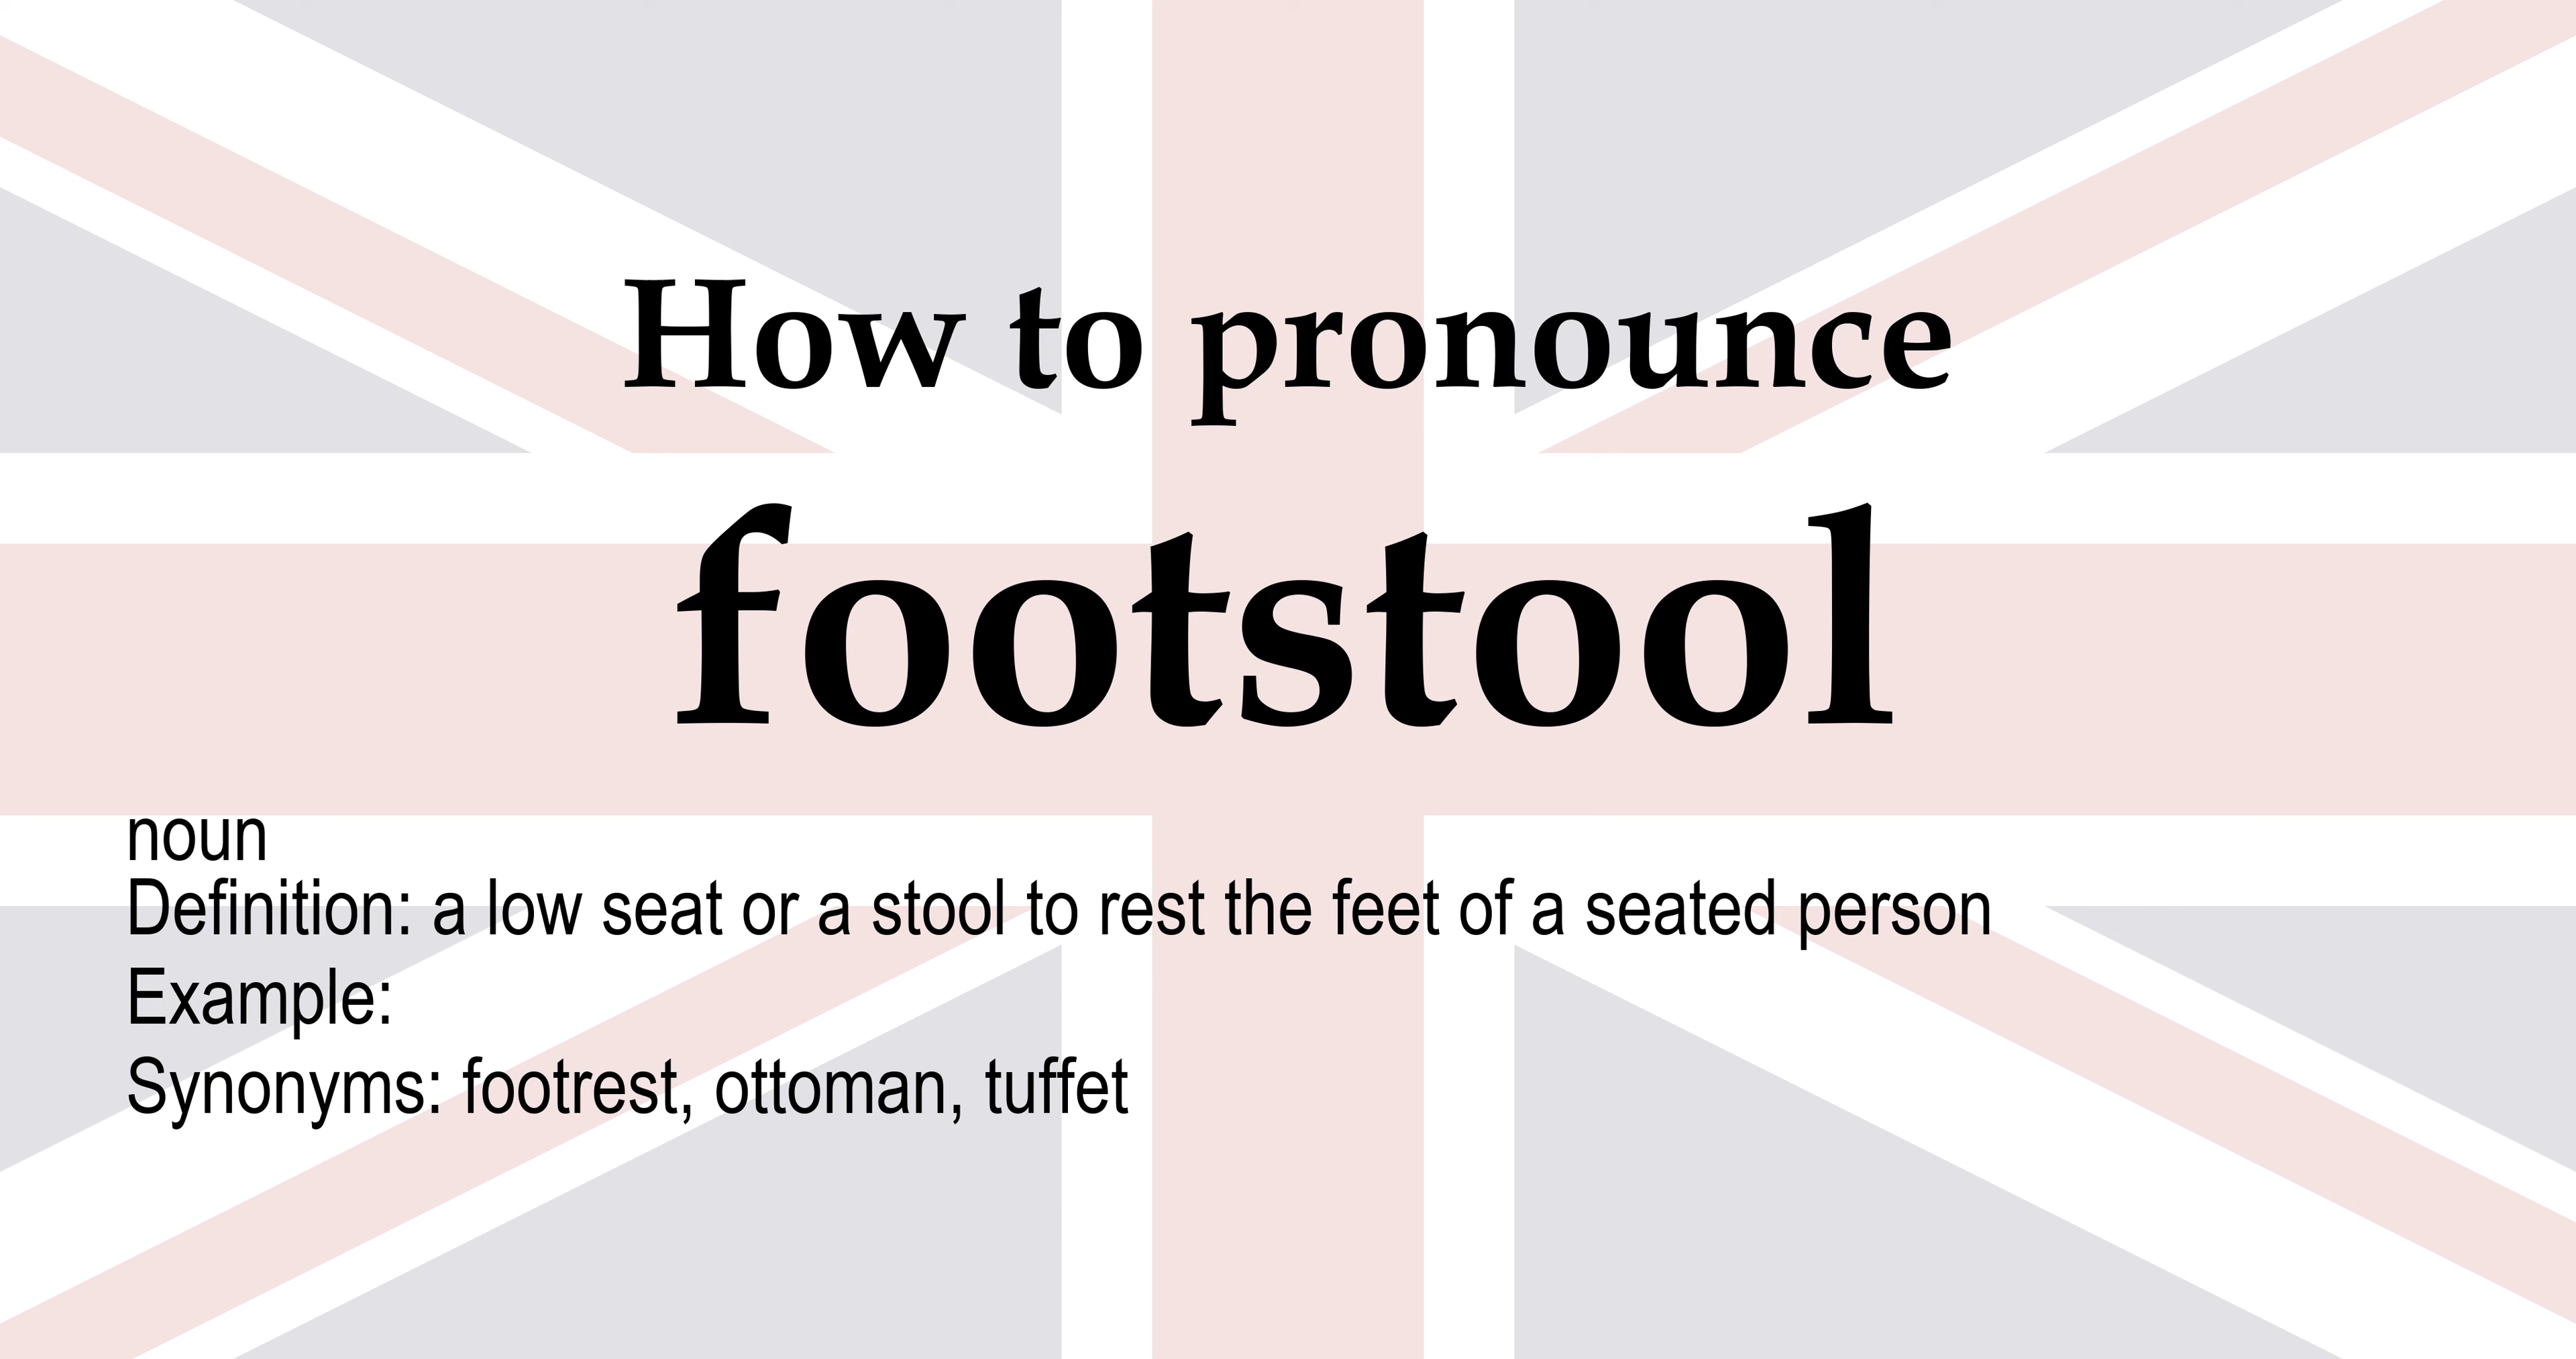 How to pronounce
footstool
noun
Definition: a low seat or a stool to rest the feet of a seated person
Example:
Synonyms: footrest, ottoman, tuffet